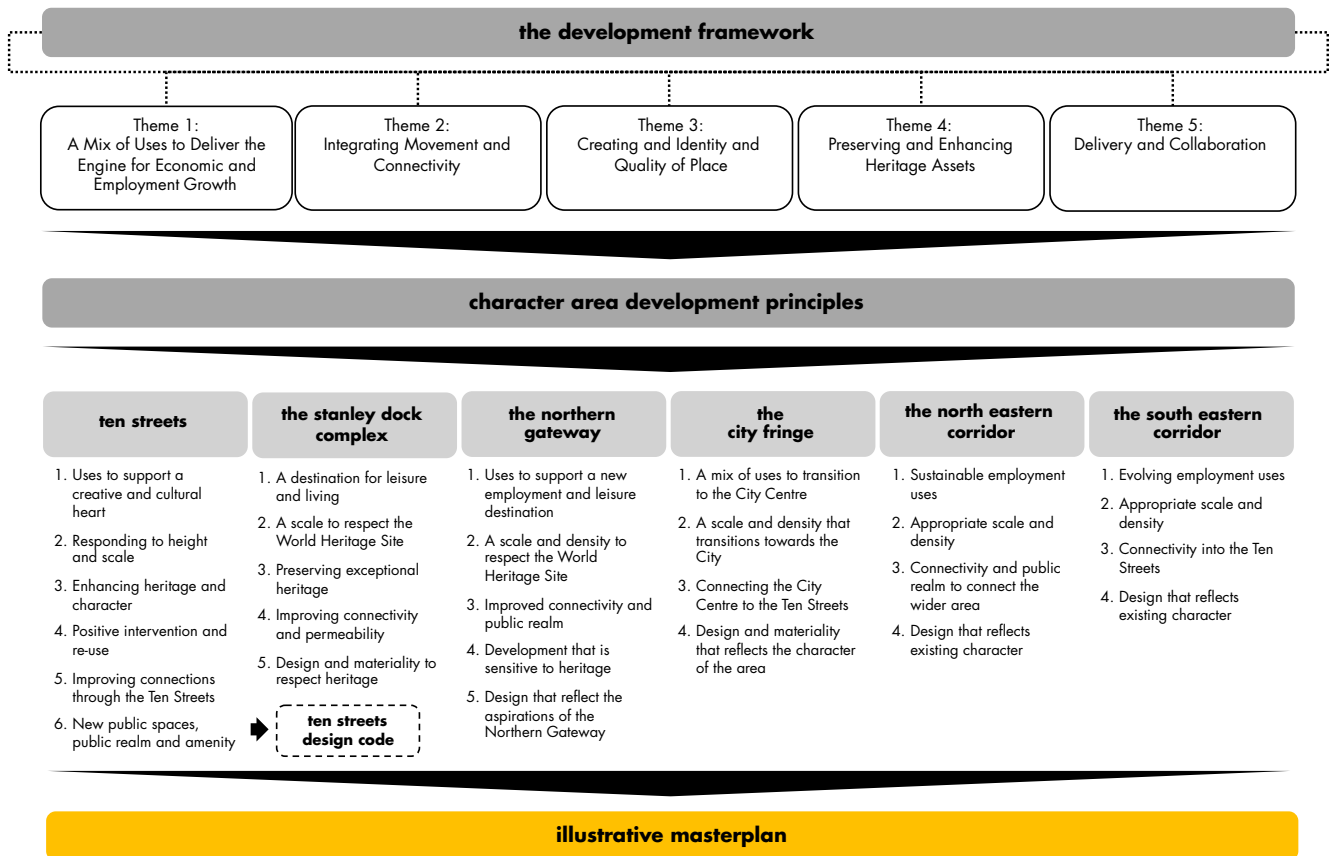 the development framework
Theme 1:
A Mix of Uses to Deliver the
Engine for Economic and
Employment Growth
Theme 2:
Integrating Movement and
Connectivity
Theme 3:
Creating and Identity and
Quality of Place
Theme 4:
Preserving and Enhancing
Heritage Assets
Theme 5:
Delivery and Collaboration
character area development principles
ten streets
1. Uses to support a
creative and cultural
heart
2. Responding to height
and scale
3. Enhancing heritage and
character
4. Positive intervention and
re-use
5. Improving connections
through the Ten Streets
6. New public spaces,
public realm and amenity
the stanley dock
complex
1. A destination for leisure
and living
2. A scale to respect the
World Heritage Site
3. Preserving exceptional
heritage
4. Improving connectivity
and permeability
5. Design and materiality to
respect heritage
ten streets
design code
the northern
gateway
1. Uses to support a new
employment and leisure
destination
2. A scale and density to
respect the World
Heritage Site
3. Improved connectivity and
public realm
4. Development that is
sensitive to heritage
5. Design that reflect the
aspirations of the
Northern Gateway
the
city fringe
1. A mix of uses to transition
to the City Centre
2. A scale and density that
transitions towards the
City
3. Connecting the City
Centre to the Ten Streets
4. Design and materiality
that reflects the character
of the area
the north eastern
corridor
1. Sustainable employment
uses
2. Appropriate scale and
density
3. Connectivity and public
realm to connect the
wider area
4. Design that reflects
existing character
the south eastern
corridor
1. Evolving employment uses
2. Appropriate scale and
density
3. Connectivity into the Ten
Streets
4. Design that reflects
existing character
illustrative masterplan